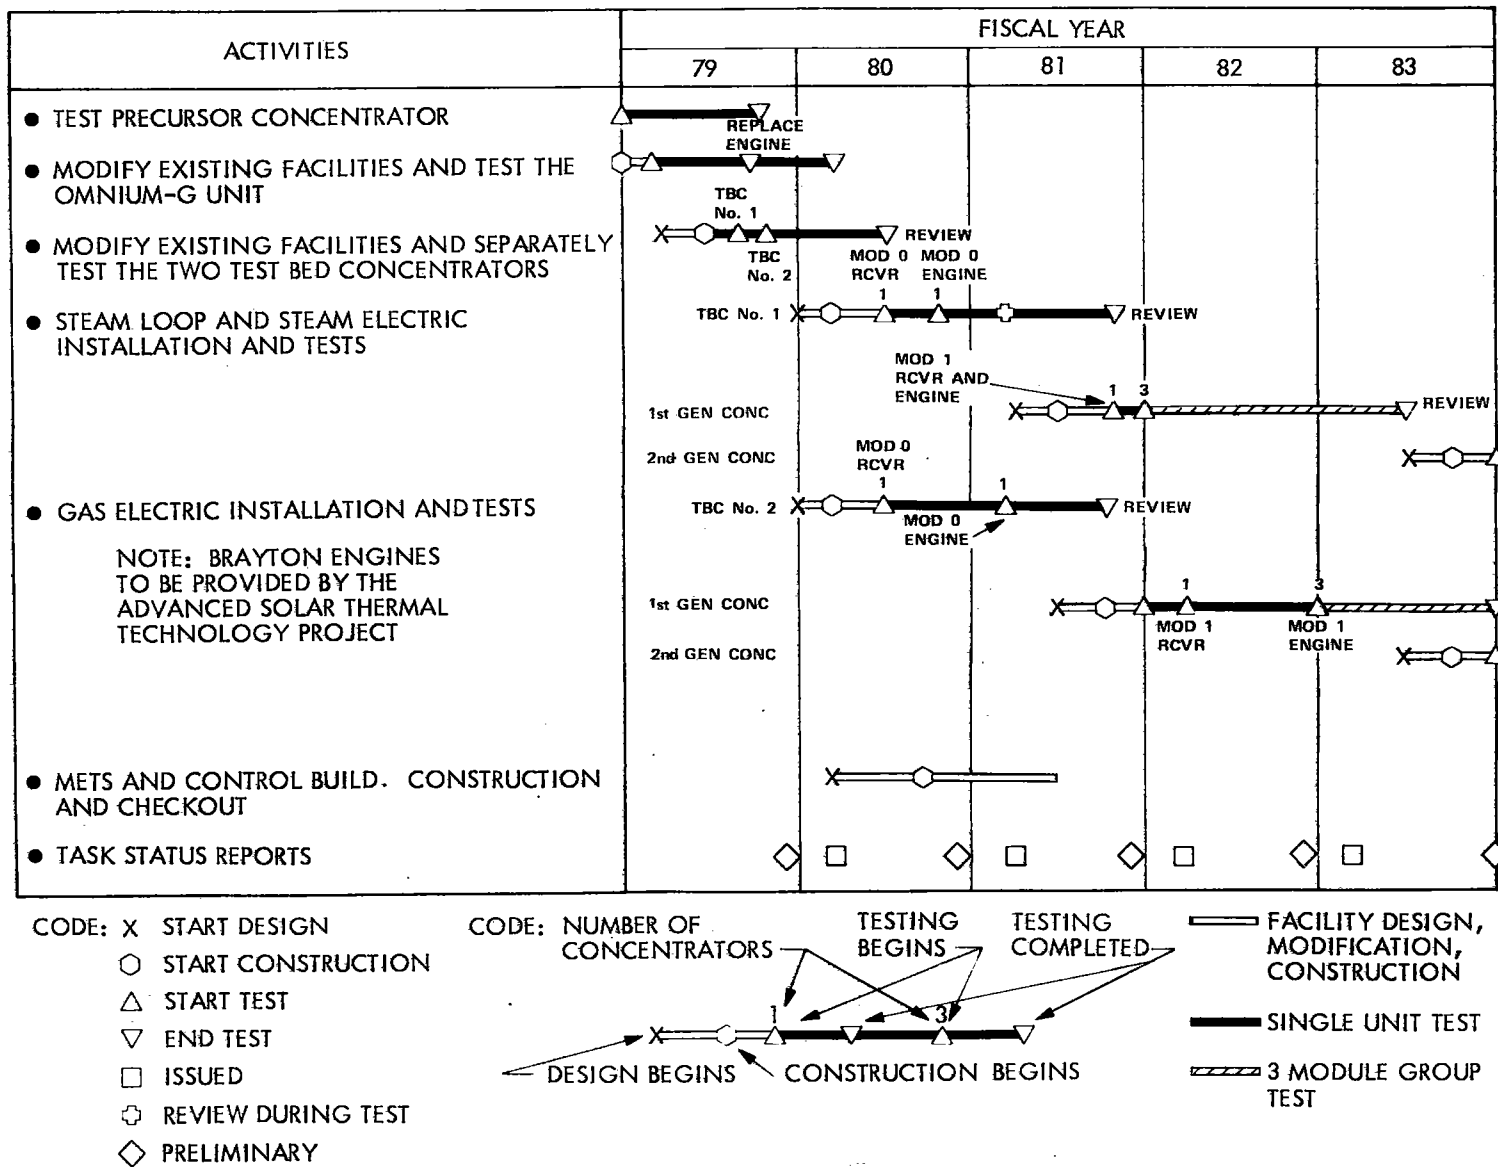 ACTIVITIES
FISCAL YEAR
79 80 81 82 83
● TEST PRECURSOR CONCENTRATOR
REPLACE
ENGINE
● MODIFY EXISTING FACILITIES AND TEST THE
OMNIUM-G UNIT
TBC
No. 1
● MODIFY EXISTING FACILITIES AND SEPARATELY
TEST THE TWO TEST BED CONCENTRATORS
REVIEW
TBC
No. 2
MOD 0
RCVR
MOD 0
ENGINE
1 1
● STEAM LOOP AND STEAM ELECTRIC
INSTALLATION AND TESTS
TBC No. 1
REVIEW
MOD 1
RCVR AND
ENGINE
1 3
1st GEN CONC
REVIEW
2nd GEN CONC
MOD 0
RCVR
1 1
● GAS ELECTRIC INSTALLATION AND TESTS
TBC No. 2
REVIEW
MOD 0
ENGINE
NOTE: BRAYTON ENGINES
TO BE PROVIDED BY THE
ADVANCED SOLAR THERMAL
TECHNOLOGY PROJECT
1 3
1st GEN CONC
MOD 1
RCVR
MOD 1
ENGINE
2nd GEN CONC
● METS AND CONTROL BUILD. CONSTRUCTION
AND CHECKOUT
● TASK STATUS REPORTS
CODE: X START DESIGN
START CONSTRUCTION
START TEST
END TEST
ISSUED
REVIEW DURING TEST
PRELIMINARY
CODE: NUMBER OF
CONCENTRATORS
TESTING
BEGINS
TESTING
COMPLETED
1 3
DESIGN BEGINS
CONSTRUCTION BEGINS
FACILITY DESIGN,
MODIFICATION,
CONSTRUCTION
SINGLE UNIT TEST
3 MODULE GROUP
TEST